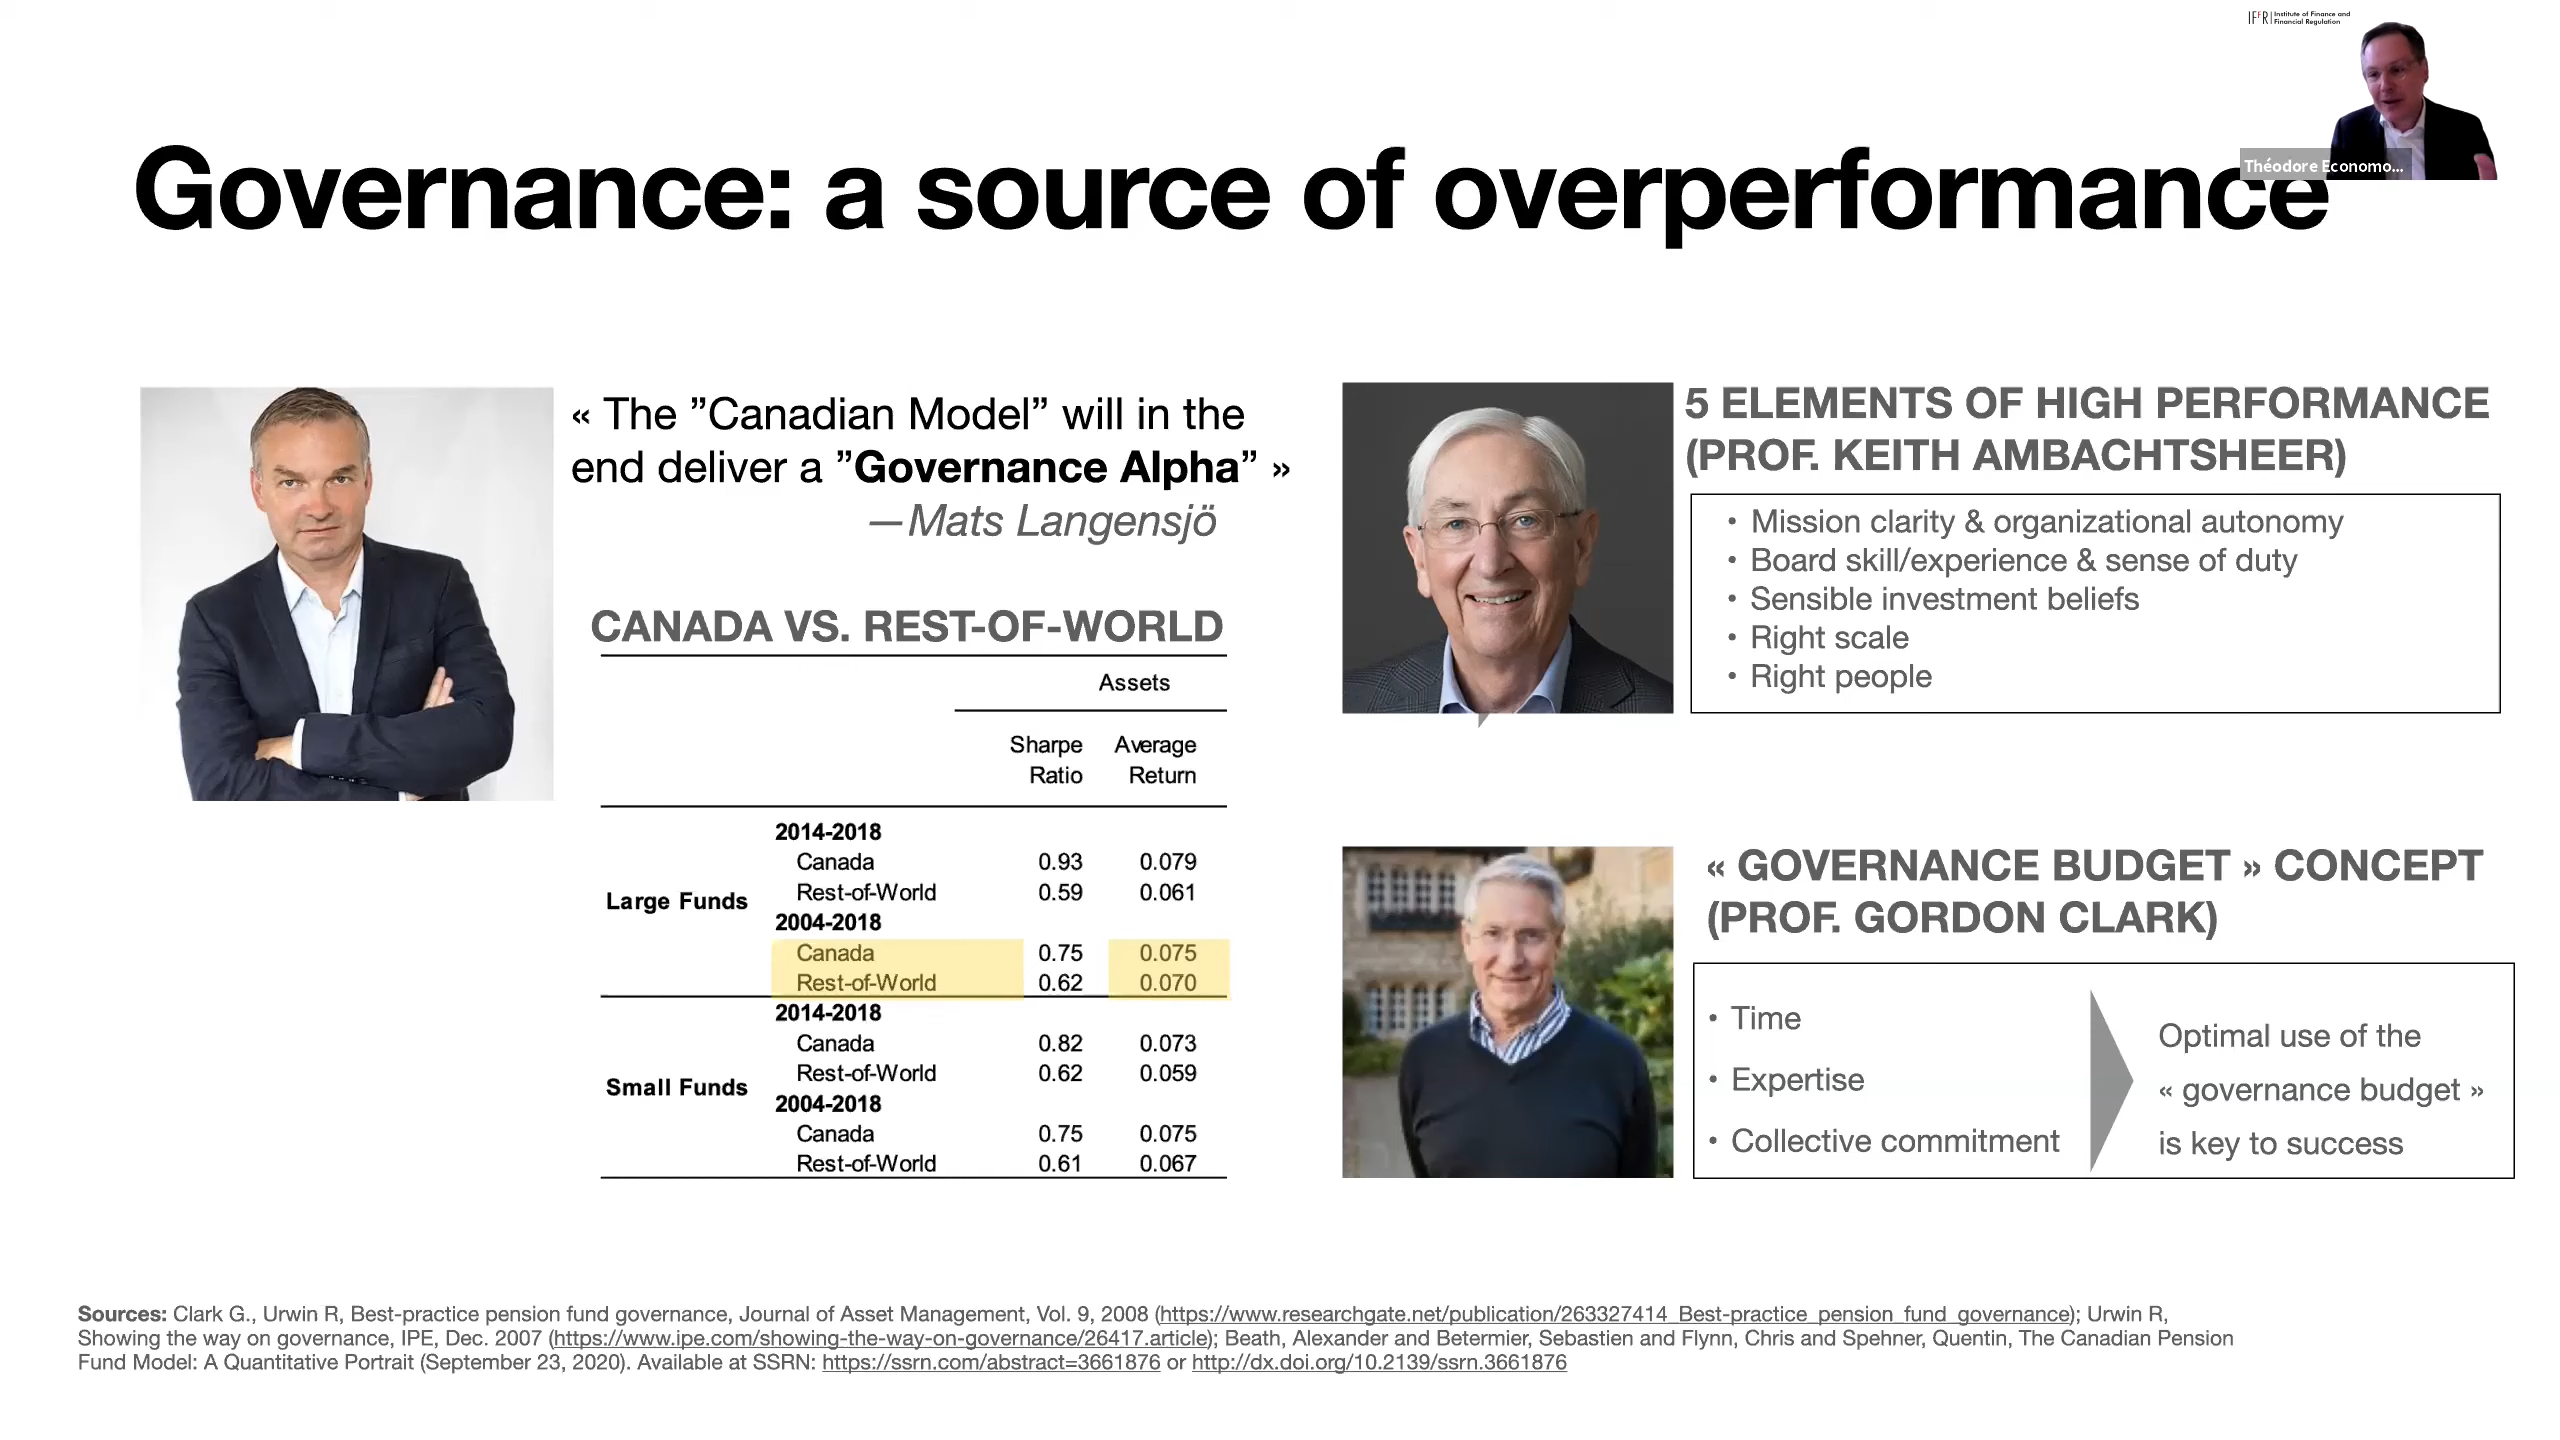 IFFR | Institute of Finance and
Financial Regulation
Théodore Economo...
Governance: a source of overperformance
« The ”Canadian Model” will in the
end deliver a ”Governance Alpha” »
—Mats Langensjö
CANADA VS. REST-OF-WORLD
Assets
Sharpe Average
Ratio Return
Large Funds
2014-2018
Canada 0.93 0.079
Rest-of-World 0.59 0.061
2004-2018
Canada 0.75 0.075
Rest-of-World 0.62 0.070
Small Funds
2014-2018
Canada 0.82 0.073
Rest-of-World 0.62 0.059
2004-2018
Canada 0.75 0.075
Rest-of-World 0.61 0.067
5 ELEMENTS OF HIGH PERFORMANCE
(PROF. KEITH AMBACHTSHEER)
• Mission clarity & organizational autonomy
• Board skill/experience & sense of duty
• Sensible investment beliefs
• Right scale
• Right people
« GOVERNANCE BUDGET » CONCEPT
(PROF. GORDON CLARK)
• Time
• Expertise
• Collective commitment
Optimal use of the
« governance budget »
is key to success
Sources: Clark G., Urwin R, Best-practice pension fund governance, Journal of Asset Management, Vol. 9, 2008 (https://www.researchgate.net/publication/263327414_Best-practice_pension_fund_governance); Urwin R,
Showing the way on governance, IPE, Dec. 2007 (https://www.ipe.com/showing-the-way-on-governance/26417.article); Beath, Alexander and Betermier, Sebastien and Flynn, Chris and Spehner, Quentin, The Canadian Pension
Fund Model: A Quantitative Portrait (September 23, 2020). Available at SSRN: https://ssrn.com/abstract=3661876 or http://dx.doi.org/10.2139/ssrn.3661876